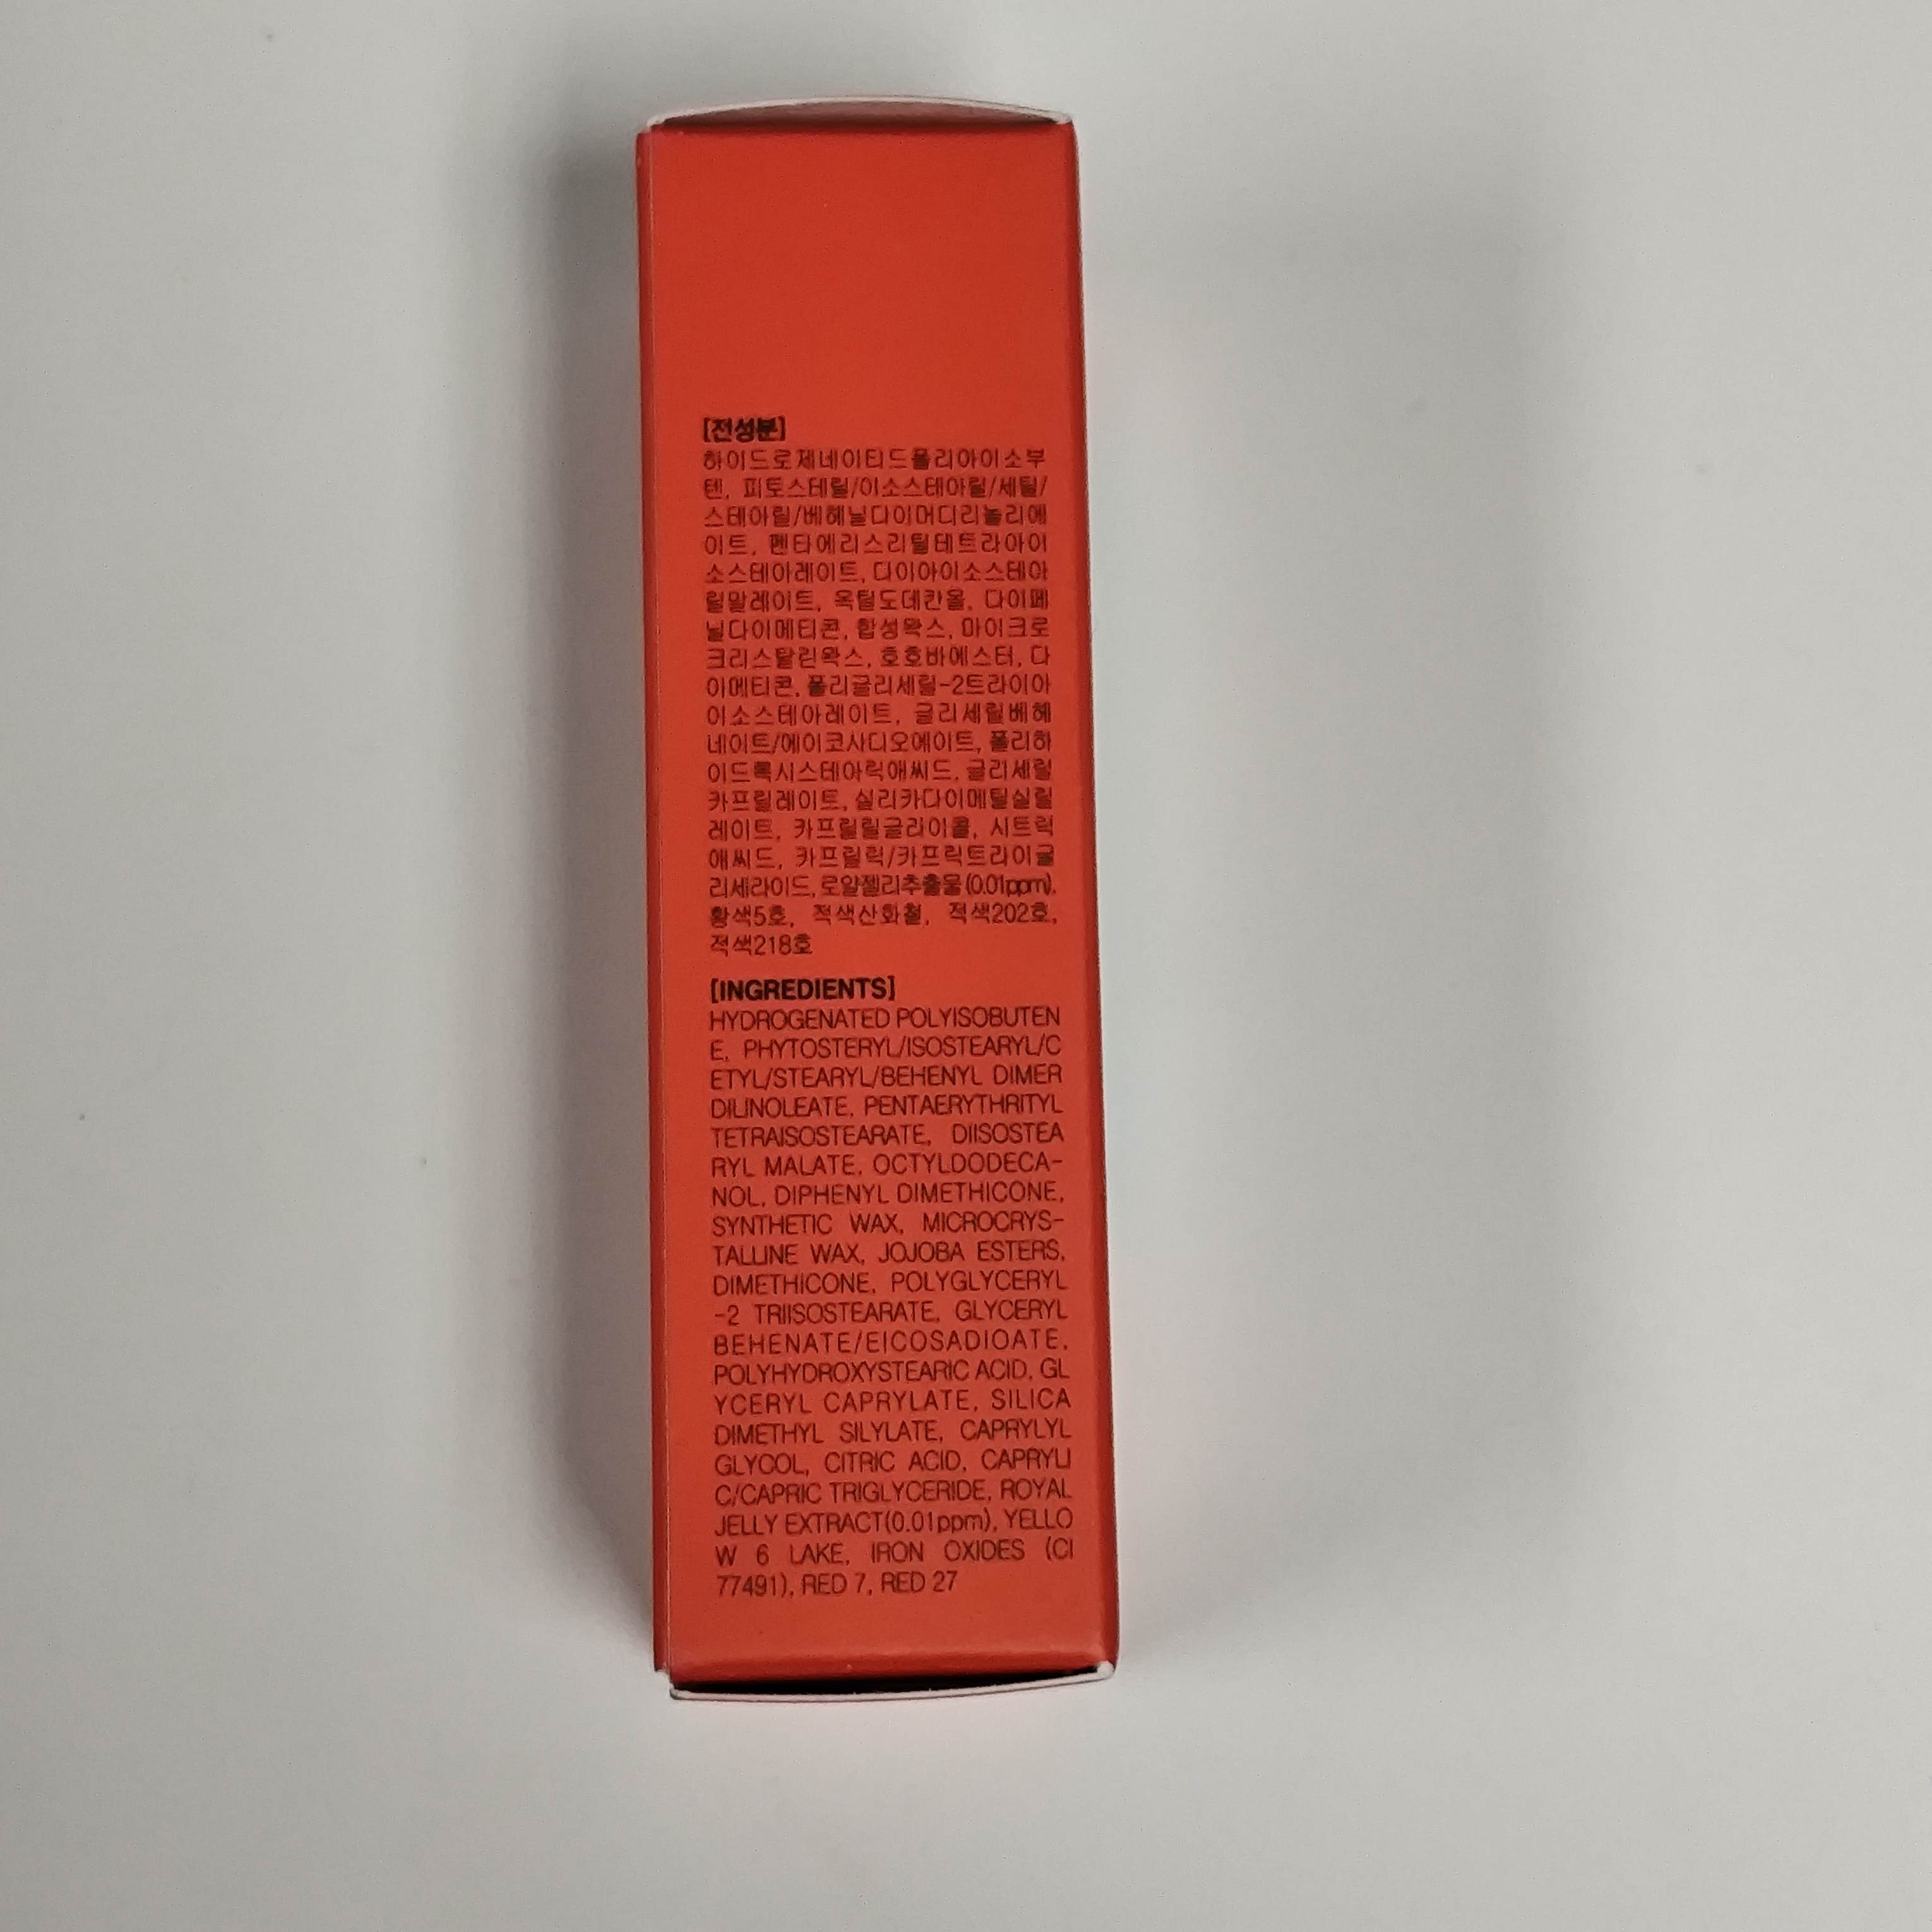 [전성분]
하이드로제네이티드폴리아이소부
텐, 피토스테릴/이소스테아릴/세틸/
스테아릴/베헤닐다이머디리놀리에
이트, 펜타에리스리틸테트라아이
소스테아레이트, 다이아이소스테아
릴말레이트, 옥틸도데칸올, 다이페
닐다이메티콘, 합성왁스, 마이크로
크리스탈린왁스, 호호바에스터, 다
이메티콘, 폴리글리세릴-2트라이아
이소스테아레이트, 글리세릴베헤
네이트/에이코사디오에이트, 폴리하
이드록시스테아릭애씨드, 글리세릴
카프릴레이트, 실리카다이메틸실릴
레이트, 카프릴릴글라이콜, 시트릭
애씨드, 카프릴릭/카프릭트라이글
리세라이드, 로얄젤리추출물(0.01ppm),
황색5호, 적색산화철, 적색202호,
적색218호
[INGREDIENTS]
HYDROGENATED POLYISOBUTEN
E, PHYTOSTERYL/ISOSTEARYL/C
ETYL/STEARYL/BEHENYL DIMER
DILINOLEATE, PENTAERYTHRITYL
TETRAISOSTEARATE, DIISOSTEA
RYL MALATE, OCTYLDODECA-
NOL, DIPHENYL DIMETHICONE,
SYNTHETIC WAX, MICROCRYS-
TALLINE WAX, JOJOBA ESTERS,
DIMETHICONE, POLYGLYCERYL
-2 TRIISOSTEARATE, GLYCERYL
BEHENATE/EICOSADIOATE,
POLYHYDROXYSTEARIC ACID, GL
YCERYL CAPRYLATE, SILICA
DIMETHYL SILYLATE, CAPRYLYL
GLYCOL, CITRIC ACID, CAPRYLI
C/CAPRIC TRIGLYCERIDE, ROYAL
JELLY EXTRACT(0.01ppm), YELLO
W 6 LAKE, IRON OXIDES (CI
77491), RED 7, RED 27